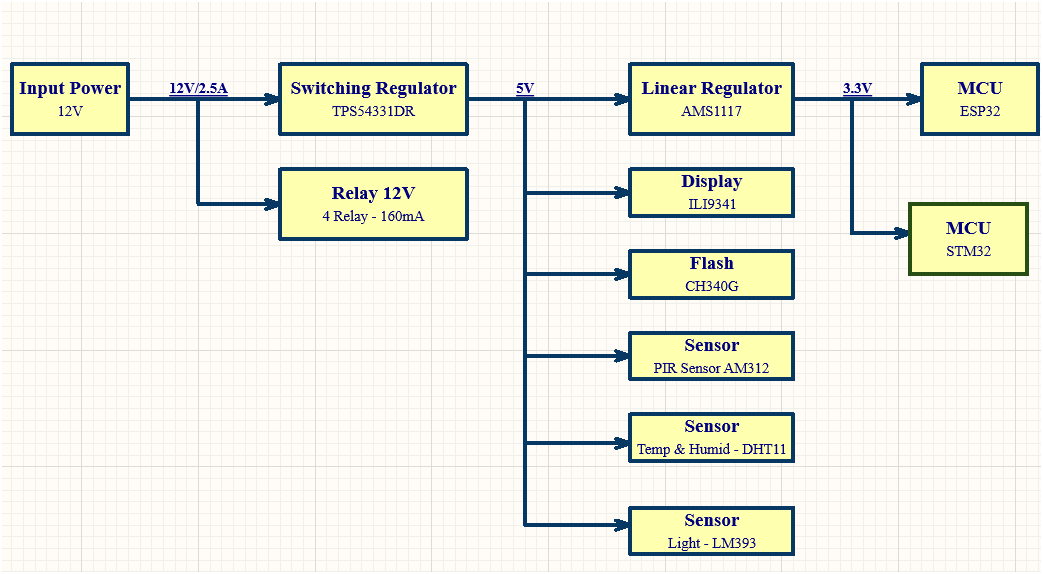 Input Power
12V
12V/2.5A
Switching Regulator
TPS54331DR
5V
Linear Regulator
AMS1117
3.3V
MCU
ESP32
Relay 12V
4 Relay - 160mA
Display
ILI9341
MCU
STM32
Flash
CH340G
Sensor
PIR Sensor AM312
Sensor
Temp & Humid - DHT11
Sensor
Light - LM393